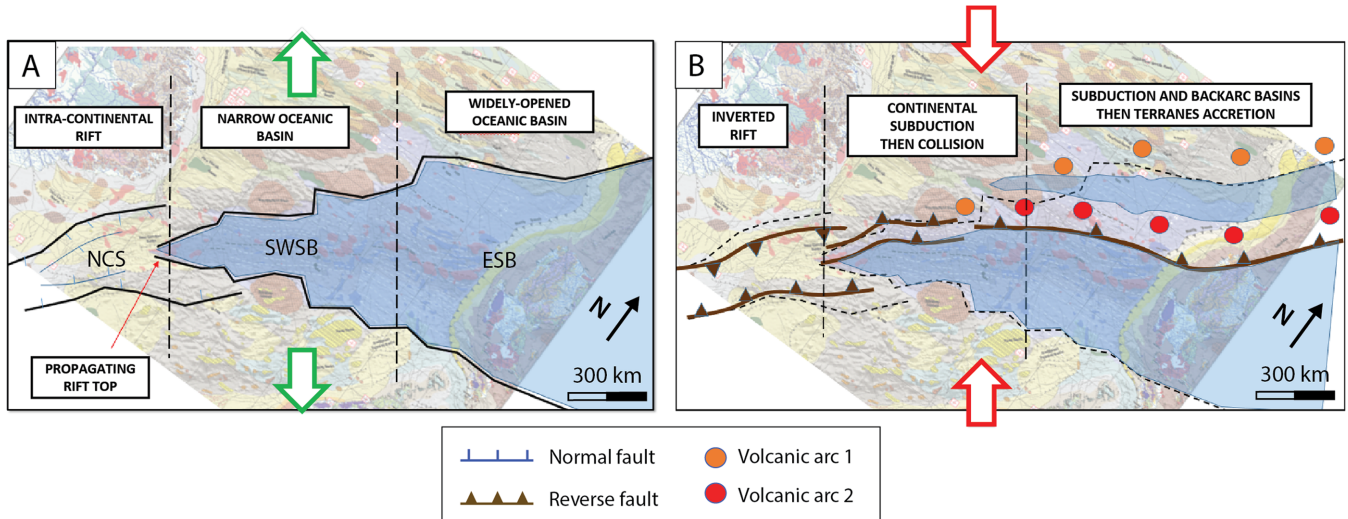 A
INTRA-CONTINENTAL
RIFT
NARROW OCEANIC
BASIN
WIDELY-OPENED
OCEANIC BASIN
NCS
SWSB
ESB
PROPAGATING
RIFT TOP
N
300 km
B
INVERTED
RIFT
CONTINENTAL
SUBDUCTION
THEN COLLISION
SUBDUCTION AND BACKARC BASINS
THEN TERRANES ACCRETION
N
300 km
Normal fault
Volcanic arc 1
Reverse fault
Volcanic arc 2